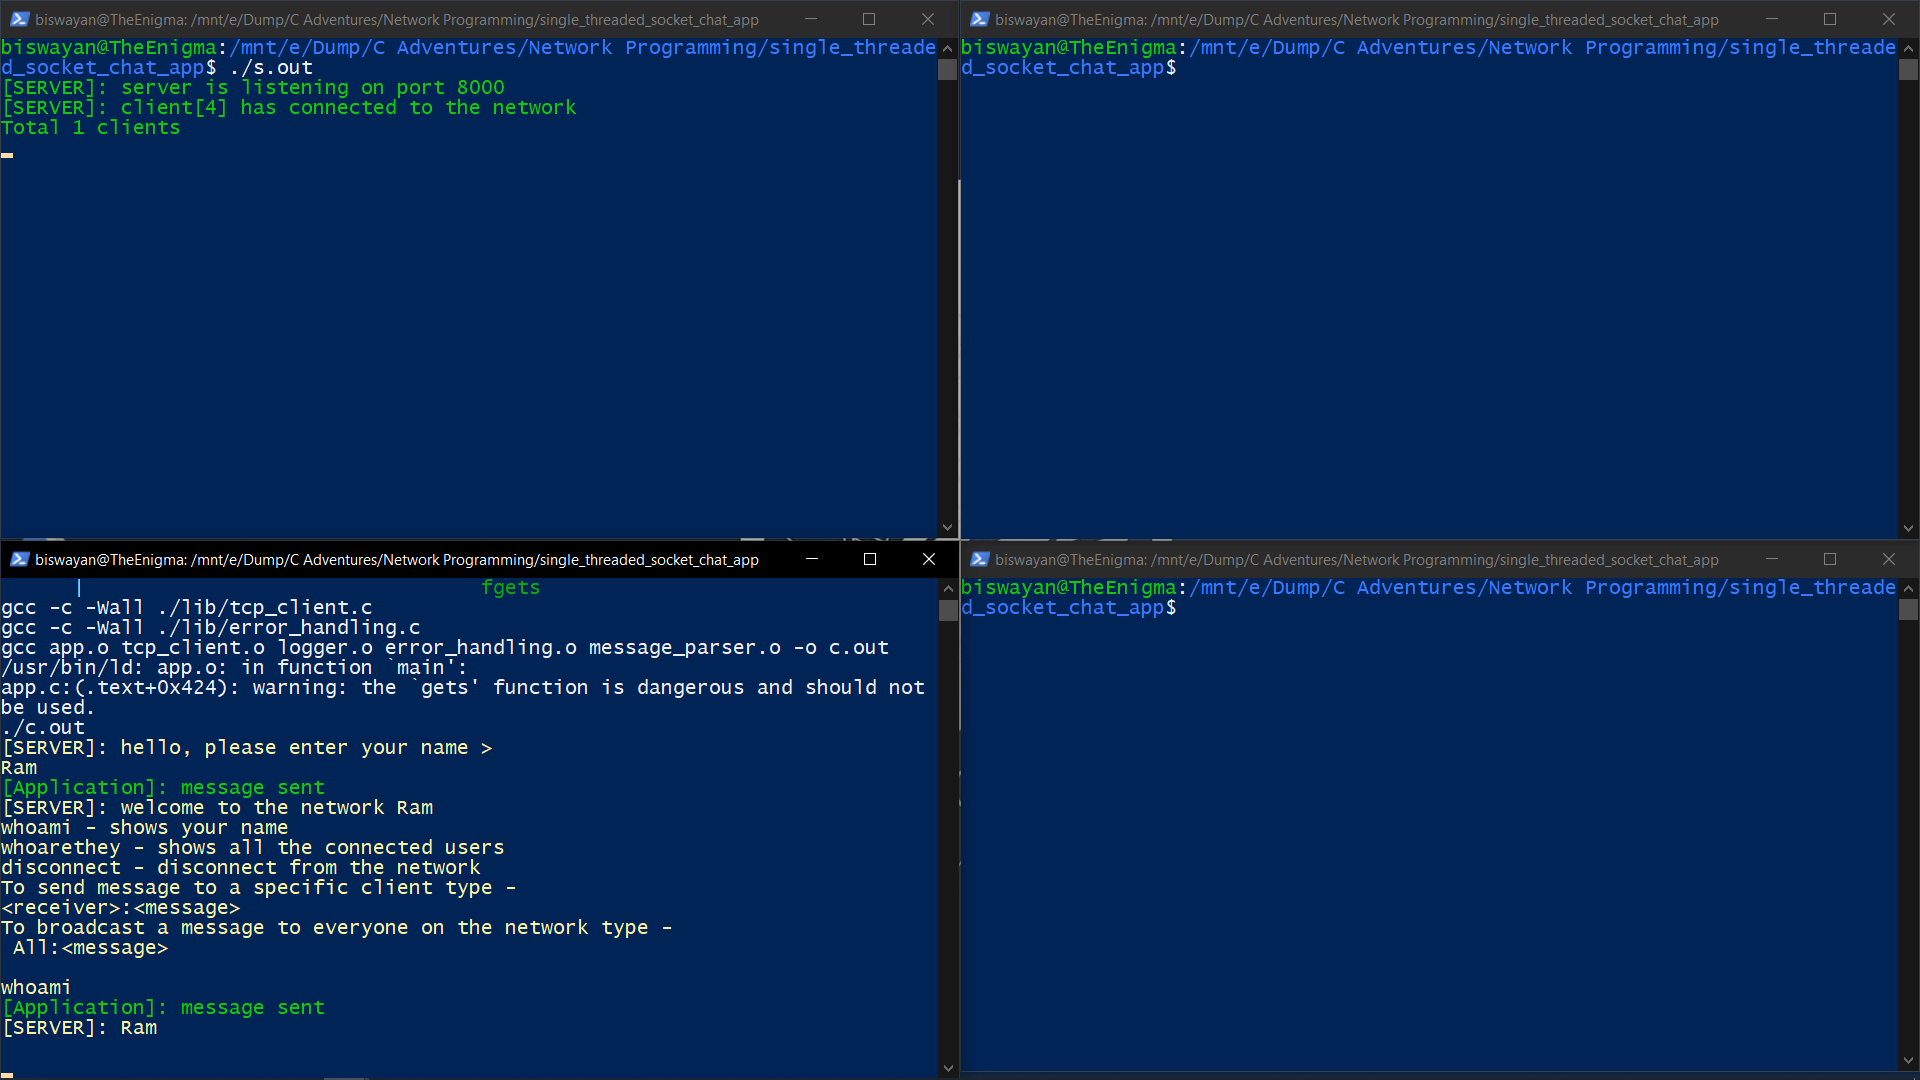 biswayan@TheEnigma: /mnt/e/Dump/C Adventures/Network Programming/single_threaded_socket_chat_app
biswayan@TheEnigma:/mnt/e/Dump/C Adventures/Network Programming/single_threade
d_socket_chat_app$ ./s.out
[SERVER]: server is listening on port 8000
[SERVER]: client[4] has connected to the network
Total 1 clients
biswayan@TheEnigma: /mnt/e/Dump/C Adventures/Network Programming/single_threaded_socket_chat_app
biswayan@TheEnigma:/mnt/e/Dump/C Adventures/Network Programming/single_threade
d_socket_chat_app$
biswayan@TheEnigma: /mnt/e/Dump/C Adventures/Network Programming/single_threaded_socket_chat_app
| fgets
gcc -c -Wall ./lib/tcp_client.c
gcc -c -Wall ./lib/error_handling.c
gcc app.o tcp_client.o logger.o error_handling.o message_parser.o -o c.out
/usr/bin/ld: app.o: in function `main':
app.c:(.text+0x424): warning: the `gets' function is dangerous and should not
be used.
./c.out
[SERVER]: hello, please enter your name >
Ram
[Application]: message sent
[SERVER]: welcome to the network Ram
whoami - shows your name
whoarethey - shows all the connected users
disconnect - disconnect from the network
To send message to a specific client type -
<receiver>:<message>
To broadcast a message to everyone on the network type -
All:<message>
whoami
[Application]: message sent
[SERVER]: Ram
biswayan@TheEnigma: /mnt/e/Dump/C Adventures/Network Programming/single_threaded_socket_chat_app
biswayan@TheEnigma:/mnt/e/Dump/C Adventures/Network Programming/single_threade
d_socket_chat_app$